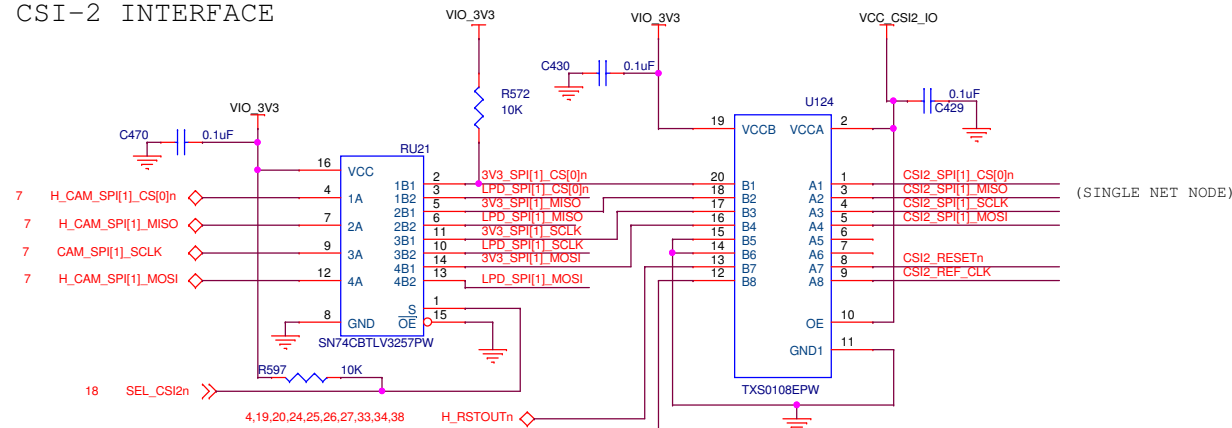 CSI-2 INTERFACE
VIO_3V3
VIO_3V3
VCC_CSI2_IO
C430
0.1uF
0.1uF
C429
R572
10K
U124
VIO_3V3
C470
0.1uF
19
VCCB
VCCA
2
RU21
16
VCC
1B1
2
3V3_SPI[1]_CS[0]n
20
B1
A1
1
CSI2_SPI[1]_CS[0]n
7
H_CAM_SPI[1]_CS[0]n
4
1A
1B2
3
LPD_SPI[1]_CS[0]n
18
B2
A2
3
CSI2_SPI[1]_MISO
(SINGLE NET NODE)
2B1
5
3V3_SPI[1]_MISO
17
B3
A3
4
CSI2_SPI[1]_SCLK
7
H_CAM_SPI[1]_MISO
7
2A
2B2
6
LPD_SPI[1]_MISO
16
B4
A4
5
CSI2_SPI[1]_MOSI
3B1
11
3V3_SPI[1]_SCLK
15
B5
A5
6
7
CAM_SPI[1]_SCLK
9
3A
3B2
10
LPD_SPI[1]_SCLK
14
B6
A6
7
4B1
14
3V3_SPI[1]_MOSI
13
B7
A7
8
CSI2_RESETn
7
H_CAM_SPI[1]_MOSI
12
4A
4B2
13
LPD_SPI[1]_MOSI
12
B8
A8
9
CSI2_REF_CLK
S
1
8
GND
OE
15
OE
10
SN74CBTLV3257PW
GND1
11
R597
10K
18
SEL_CSI2n
TXS0108EPW
4,19,20,24,25,26,27,33,34,38
H_RSTOUTn